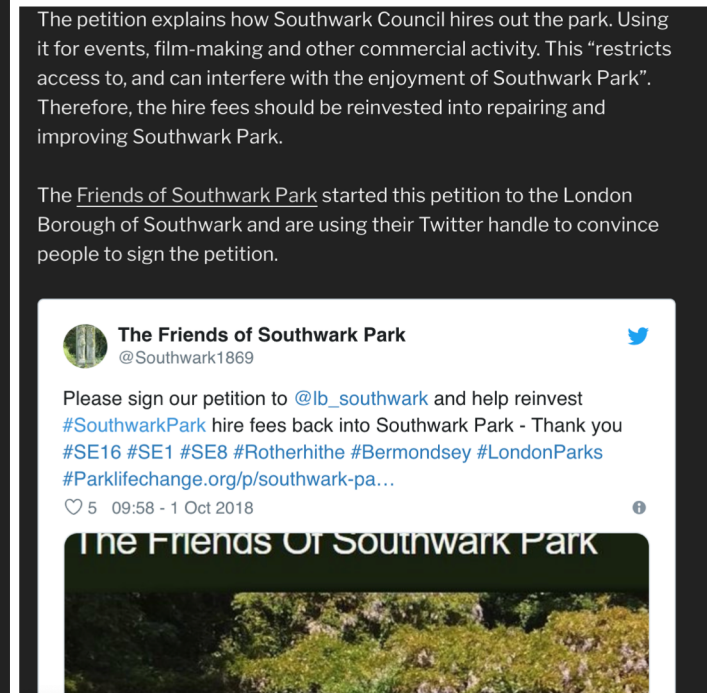 The petition explains how Southwark Council hires out the park. Using
it for events, film-making and other commercial activity. This “restricts
access to, and can interfere with the enjoyment of Southwark Park”.
Therefore, the hire fees should be reinvested into repairing and
improving Southwark Park.
The Friends of Southwark Park started this petition to the London
Borough of Southwark and are using their Twitter handle to convince
people to sign the petition.
The Friends of Southwark Park
@Southwark1869
Please sign our petition to @lb_southwark and help reinvest
#SouthwarkPark hire fees back into Southwark Park - Thank you
#SE16 #SE1 #SE8 #Rotherhithe #Bermondsey #LondonParks
#Parklifechange.org/p/southwark-pa…
5 09:58 - 1 Oct 2018
The Friends Of Southwark Park